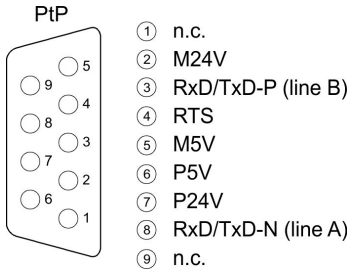 PtP
5
9
4
8
3
7
2
6
1
① n.c.
② M24V
③ RxD/TxD-P (line B)
④ RTS
⑤ M5V
⑥ P5V
⑦ P24V
⑧ RxD/TxD-N (line A)
⑨ n.c.